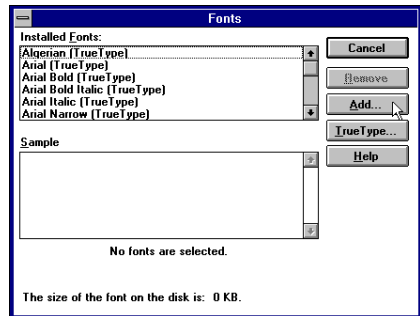 Fonts
Installed Fonts:
Algerian (TrueType)
Arial (TrueType)
Arial Bold (TrueType)
Arial Bold Italic (TrueType)
Arial Italic (TrueType)
Arial Narrow (TrueType)
Cancel
Remove
Add...
TrueType...
Help
Sample
No fonts are selected.
The size of the font on the disk is: 0 KB.